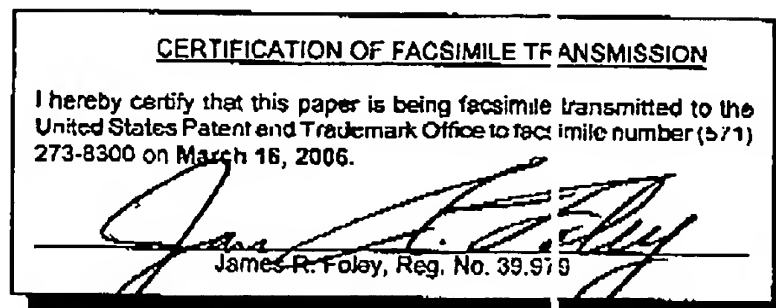 CERTIFICATION OF FACSIMILE TRANSMISSION
I hereby certify that this paper is being facsimile transmitted to the
United States Patent and Trademark Office to facsimile number (571)
273-8300 on March 16, 2006.
James R. Foley, Reg. No. 39,979